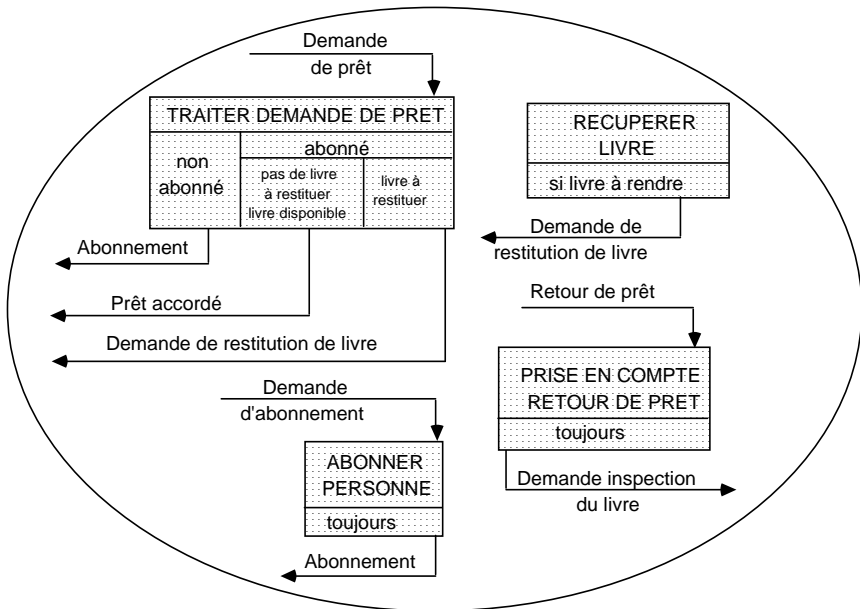 Demande
de prêt
TRAITER DEMANDE DE PRET
non
abonné
abonné
pas de livre
à restituer
livre disponible
livre à
restituer
Abonnement
Prêt accordé
Demande de restitution de livre
RECUPERER
LIVRE
si livre à rendre
Demande de
restitution de livre
Retour de prêt
PRISE EN COMPTE
RETOUR DE PRET
toujours
Demande inspection
du livre
Demande
d'abonnement
ABONNER
PERSONNE
toujours
Abonnement